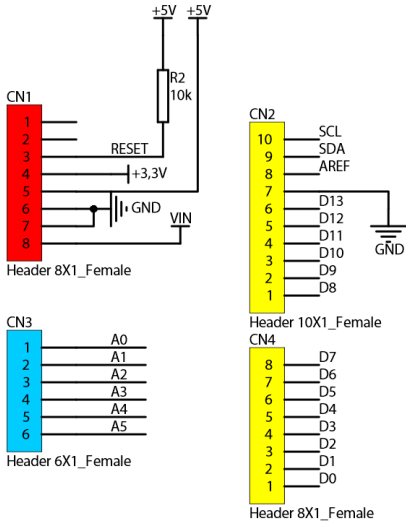 +5V +5V
R2
10k
CN1
1
2
3 RESET
4 +3,3V
5
6 GND
7
8 VIN
Header 8X1_Female
CN2
10 SCL
9 SDA
8 AREF
7
6 D13
5 D12
4 D11
3 D10
2 D9
1 D8
GND
Header 10X1_Female
CN3
1 A0
2 A1
3 A2
4 A3
5 A4
6 A5
Header 6X1_Female
CN4
8 D7
7 D6
6 D5
5 D4
4 D3
3 D2
2 D1
1 D0
Header 8X1_Female